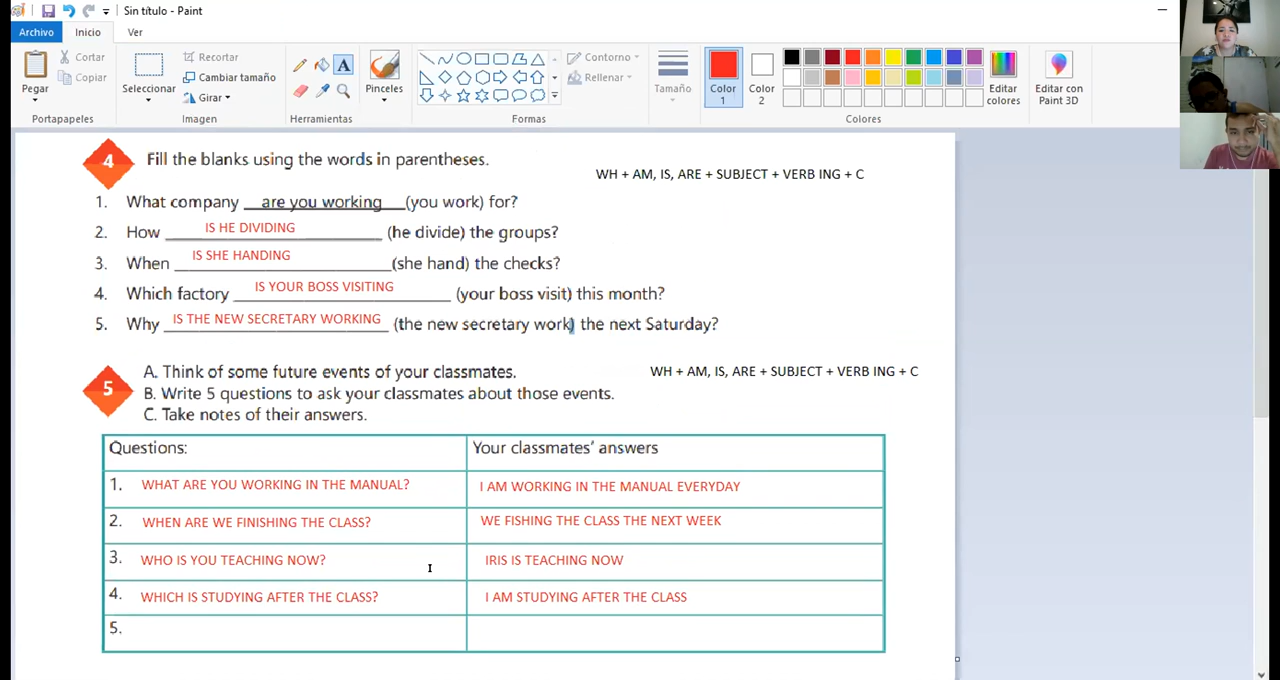 Sin título - Paint
Archivo Inicio Ver
Pegar
Cortar
Copiar
Portapapeles
Seleccionar
Recortar
Cambiar tamaño
Girar
Imagen
A
Herramientas
Pinceles
Contorno
Rellenar
Formas
Tamaño
Color 1
Color 2
Editar colores
Colores
Editar con Paint 3D
4 Fill the blanks using the words in parentheses.
WH + AM, IS, ARE + SUBJECT + VERB ING + C
1. What company __are you working___(you work) for?
2. How IS HE DIVIDING (he divide) the groups?
3. When IS SHE HANDING (she hand) the checks?
4. Which factory IS YOUR BOSS VISITING (your boss visit) this month?
5. Why IS THE NEW SECRETARY WORKING (the new secretary work) the next Saturday?
5 A. Think of some future events of your classmates.
WH + AM, IS, ARE + SUBJECT + VERB ING + C
B. Write 5 questions to ask your classmates about those events.
C. Take notes of their answers.
Questions: Your classmates' answers
1. WHAT ARE YOU WORKING IN THE MANUAL? I AM WORKING IN THE MANUAL EVERYDAY
2. WHEN ARE WE FINISHING THE CLASS? WE FISHING THE CLASS THE NEXT WEEK
3. WHO IS YOU TEACHING NOW? IRIS IS TEACHING NOW
4. WHICH IS STUDYING AFTER THE CLASS? I AM STUDYING AFTER THE CLASS
5.